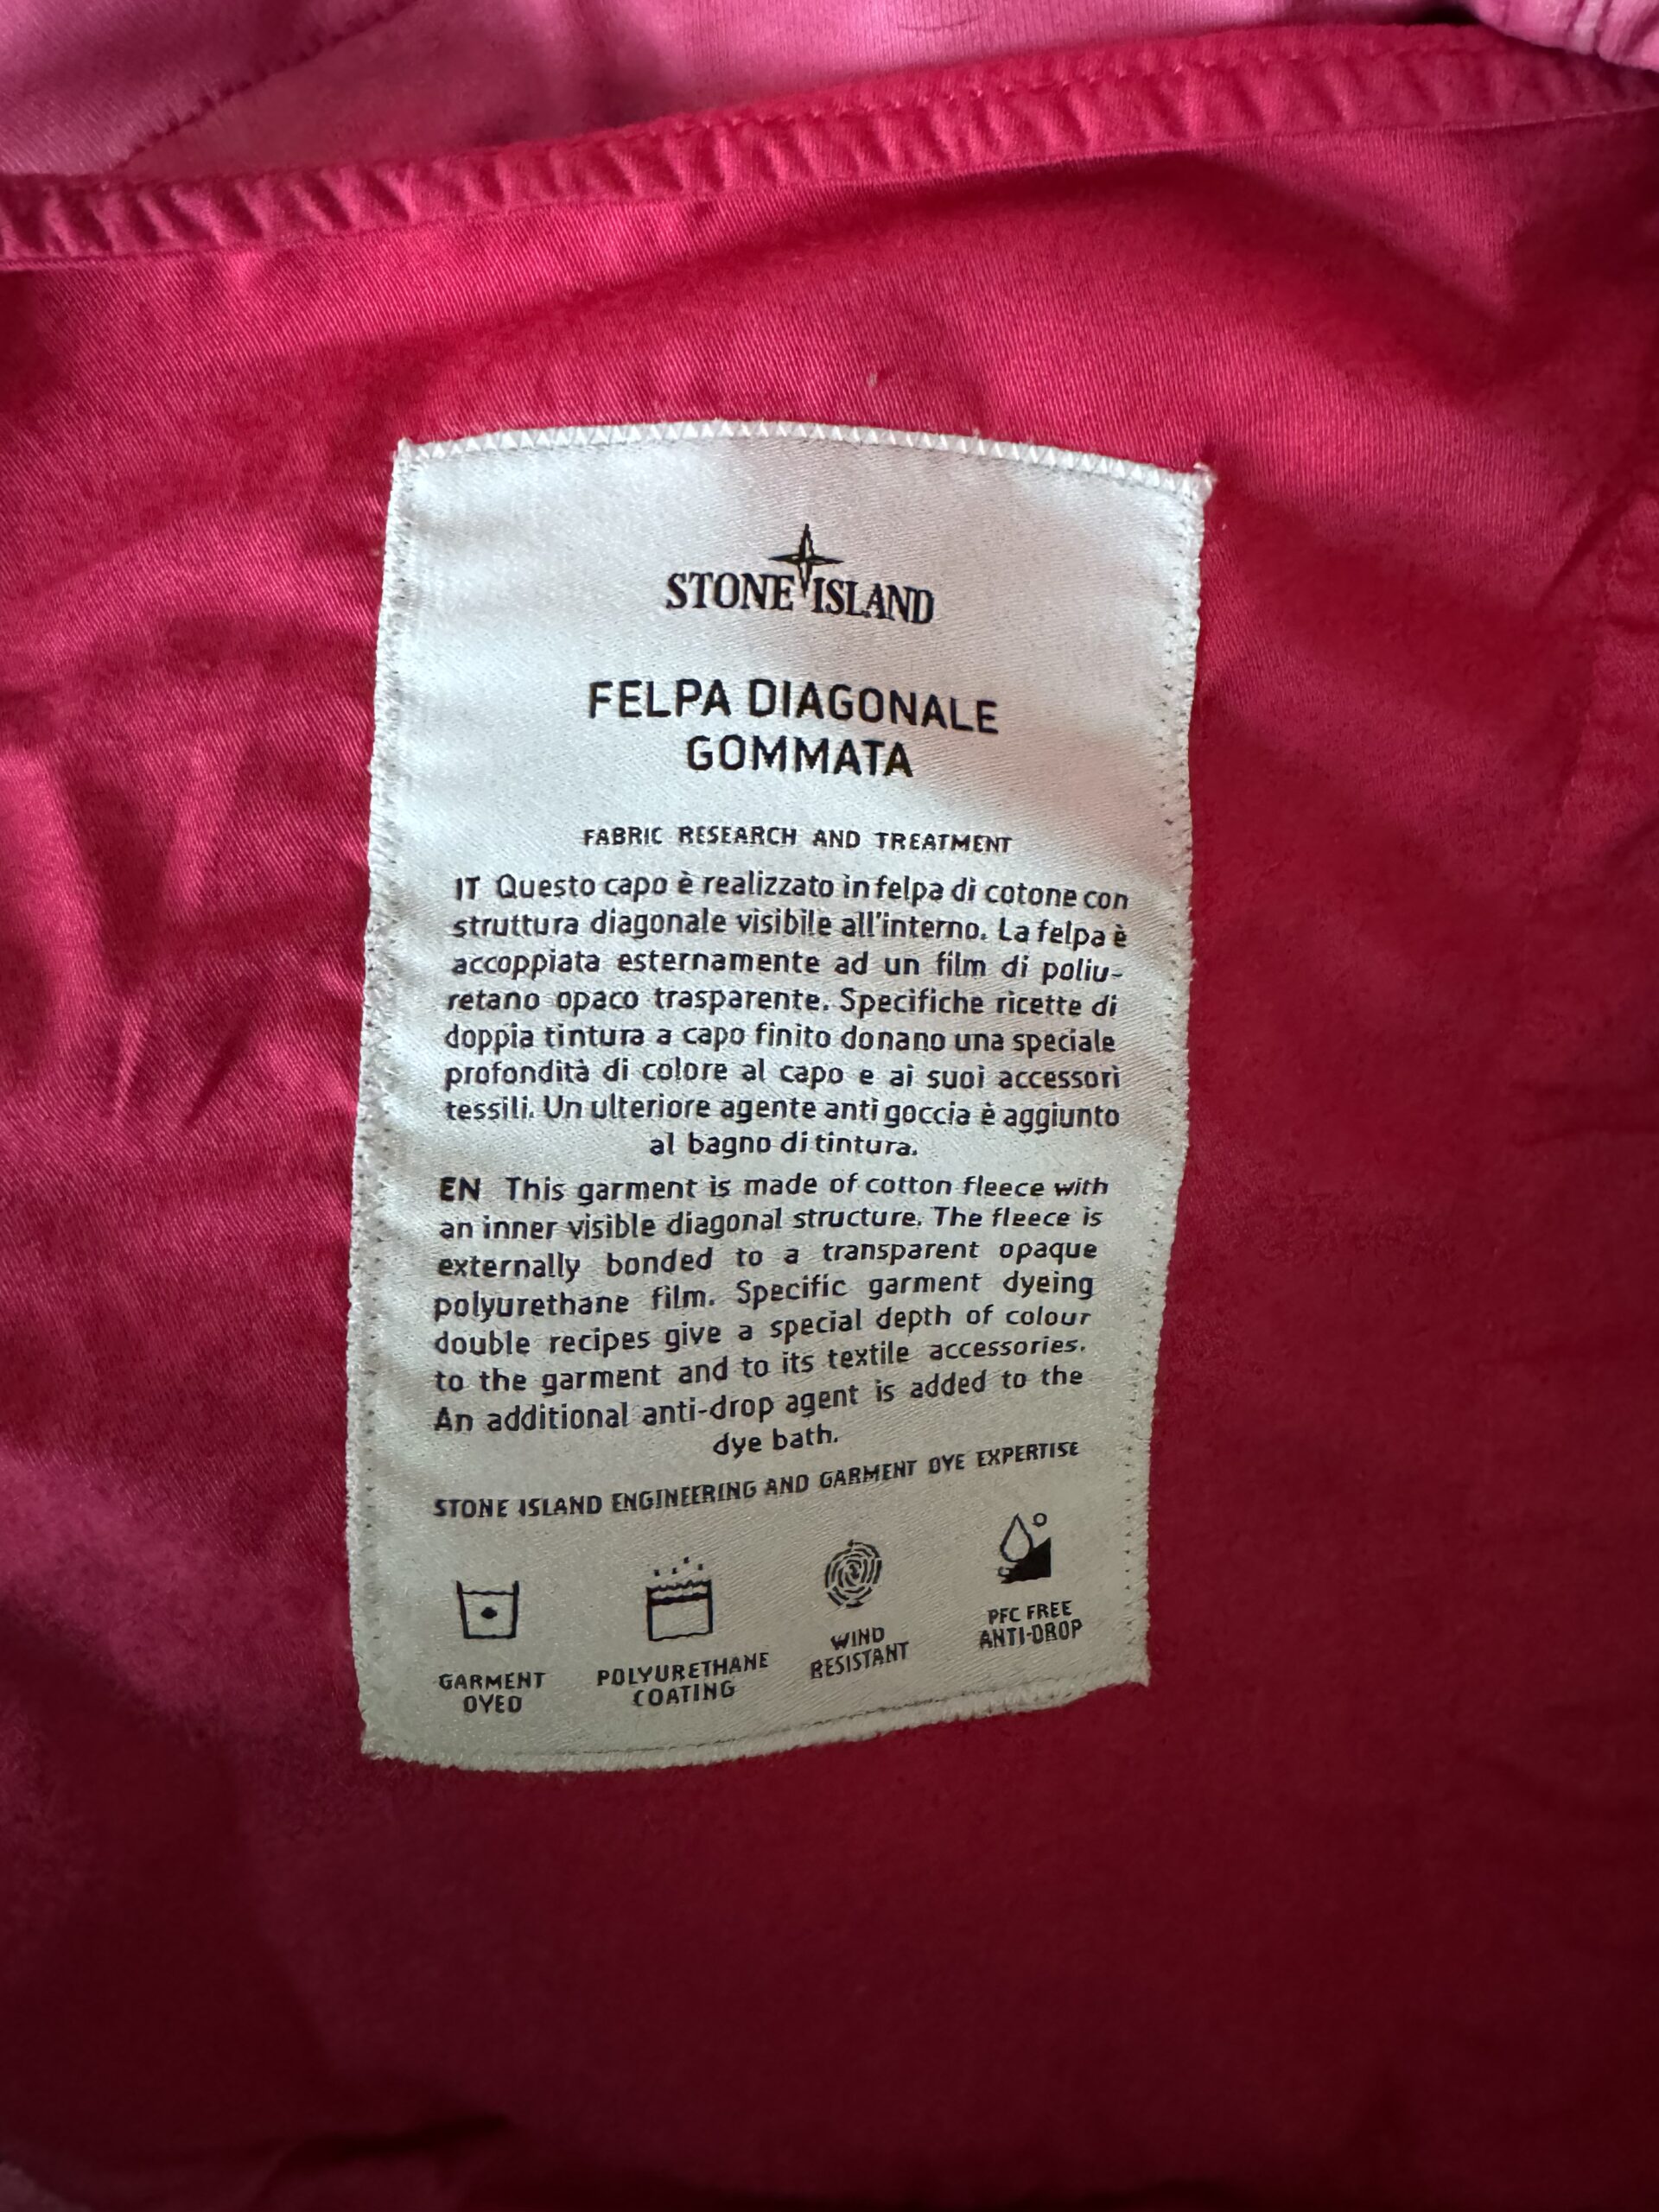 STONE ISLAND
FELPA DIAGONALE
GOMMATA
FABRIC RESEARCH AND TREATMENT
IT Questo capo è realizzato in felpa di cotone con
struttura diagonale visibile all'interno. La felpa è
accoppiata esternamente ad un film di poliu-
retano opaco trasparente. Specifiche ricette di
doppia tintura a capo finito donano una speciale
profondità di colore al capo e ai suoi accessori
tessili. Un ulteriore agente anti goccia è aggiunto
al bagno di tintura.
EN This garment is made of cotton fleece with
an inner visible diagonal structure. The fleece is
externally bonded to a transparent opaque
polyurethane film. Specific garment dyeing
double recipes give a special depth of colour
to the garment and to its textile accessories.
An additional anti-drop agent is added to the
dye bath.
STONE ISLAND ENGINEERING AND GARMENT DYE EXPERTISE
GARMENT
DYED
POLYURETHANE
COATING
WIND
RESISTANT
PFC FREE
ANTI-DROP